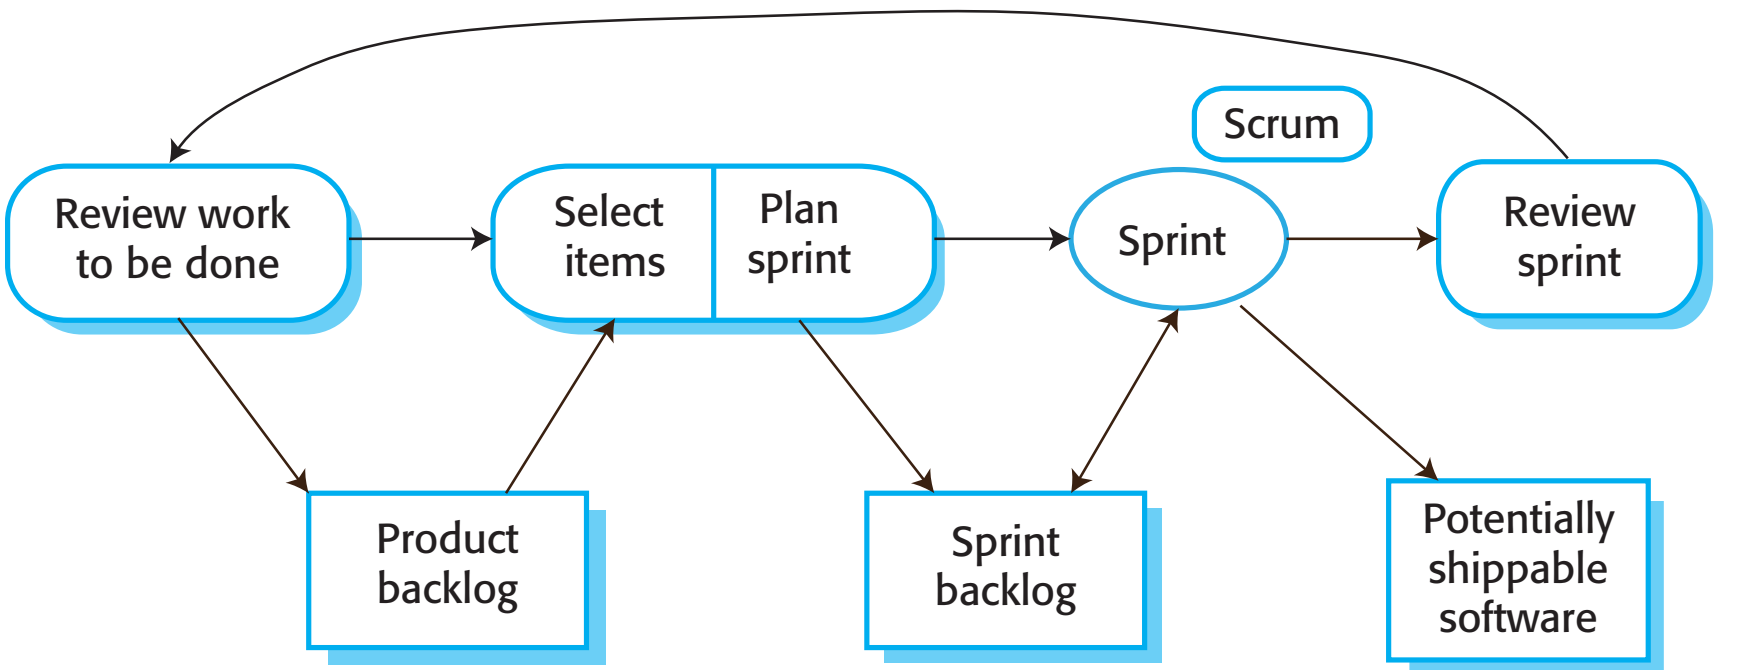 Scrum
Review work
to be done
Select
items
Plan
sprint
Sprint
Review
sprint
Product
backlog
Sprint
backlog
Potentially
shippable
software